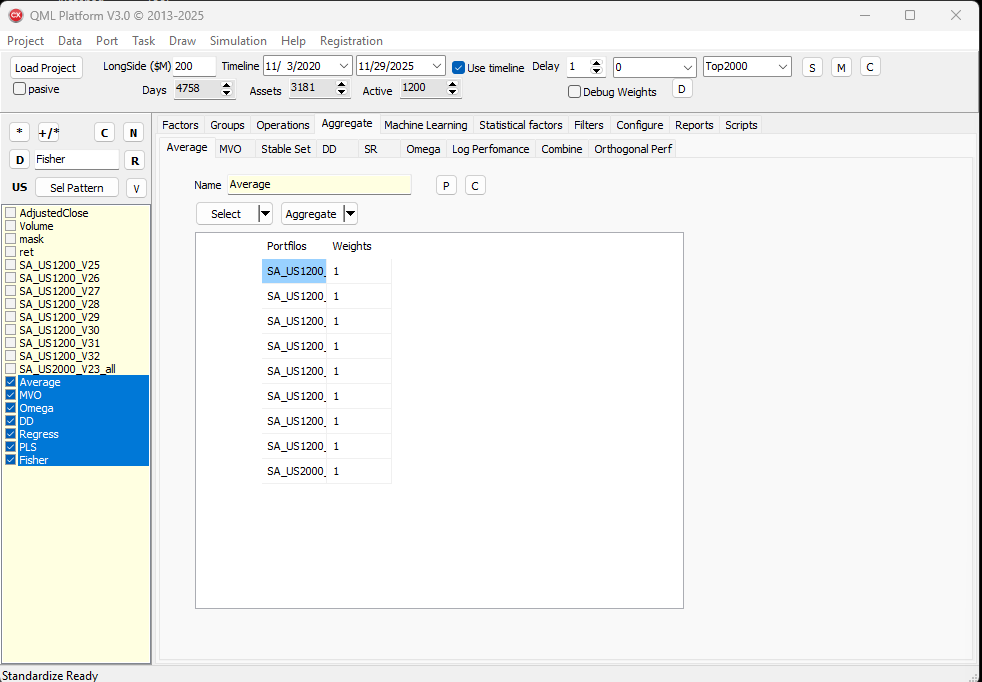 QML Platform V3.0 © 2013-2025
Project Data Port Task Draw Simulation Help Registration
Load Project LongSide ($M) 200 Timeline 11/ 3/2020 11/29/2025 Use timeline Delay 1 0 Top2000 S M C
pasive Days 4758 Assets 3181 Active 1200 Debug Weights D
* +/* C N
D Fisher R
US Sel Pattern V
AdjustedClose
Volume
mask
ret
SA_US1200_V25
SA_US1200_V26
SA_US1200_V27
SA_US1200_V28
SA_US1200_V29
SA_US1200_V30
SA_US1200_V31
SA_US1200_V32
SA_US2000_V23_all
Average
MVO
Omega
DD
Regress
PLS
Fisher
Factors Groups Operations Aggregate Machine Learning Statistical factors Filters Configure Reports Scripts
Average MVO Stable Set DD SR Omega Log Perfomance Combine Orthogonal Perf
Name Average P C
Select Aggregate
Portfilos Weights
SA_US1200_ 1
SA_US1200_ 1
SA_US1200_ 1
SA_US1200_ 1
SA_US1200_ 1
SA_US1200_ 1
SA_US1200_ 1
SA_US1200_ 1
SA_US2000_ 1
Standardize Ready